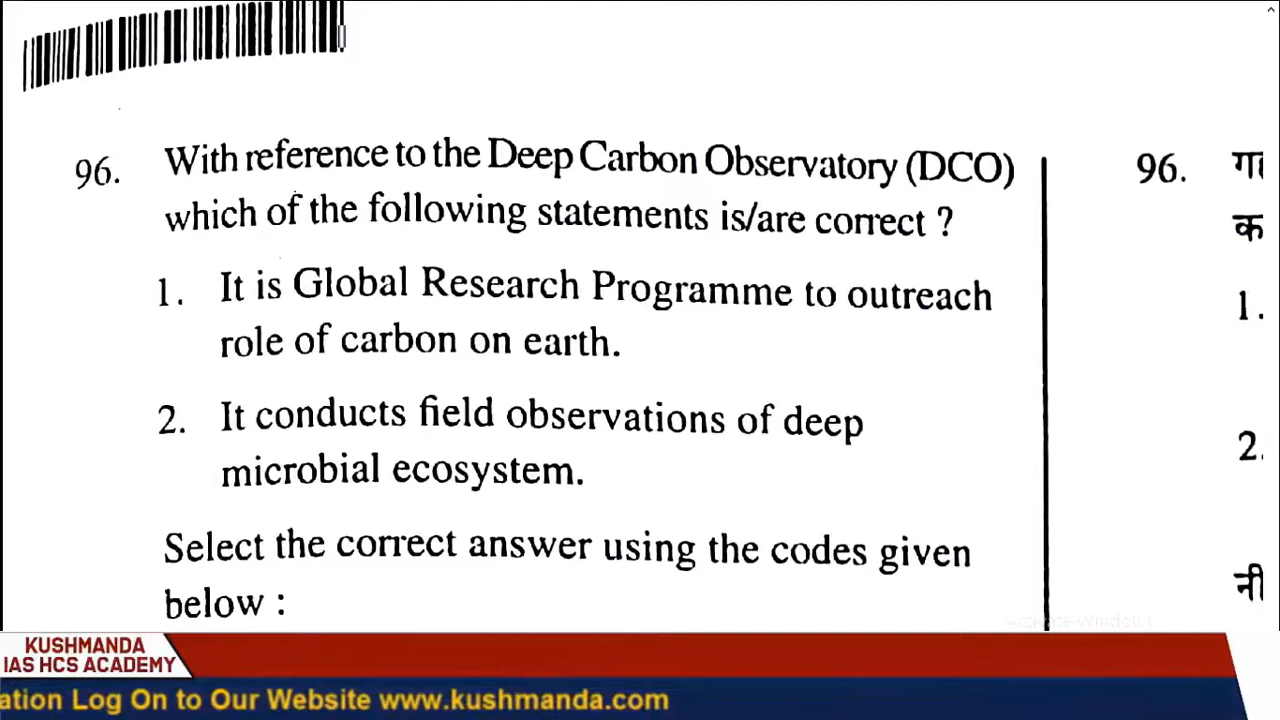 96. With reference to the Deep Carbon Observatory (DCO)
which of the following statements is/are correct ?
1. It is Global Research Programme to outreach
role of carbon on earth.
2. It conducts field observations of deep
microbial ecosystem.
Select the correct answer using the codes given
below :
96.
क
1.
2.
नी
KUSHMANDA
IAS HCS ACADEMY
ation Log On to Our Website www.kushmanda.com